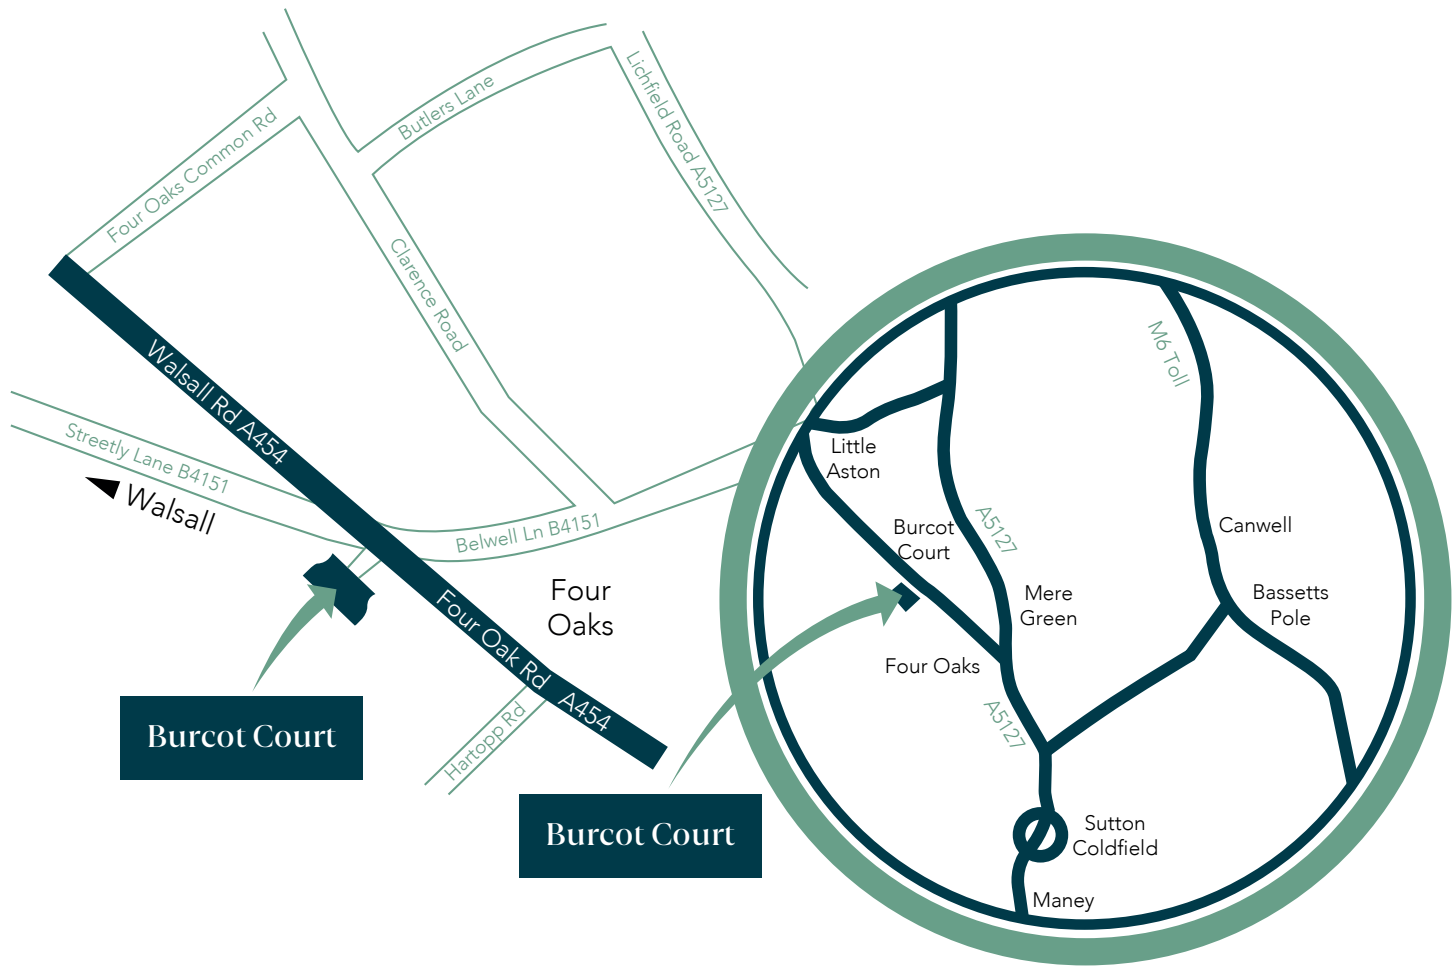 Butlers Lane
Lichfield Road A5127
Four Oaks Common Rd
Clarence Road
Walsall Rd A454
Streetly Lane B4151
Walsall
Belwell Ln B4151
Four
Oaks
Four Oak Rd A454
Hartopp Rd
Burcot Court
Burcot Court
M6 Toll
Little
Aston
A5127
Burcot
Court
Canwell
Mere
Green
Bassetts
Pole
Four Oaks
A5127
Sutton
Coldfield
Maney